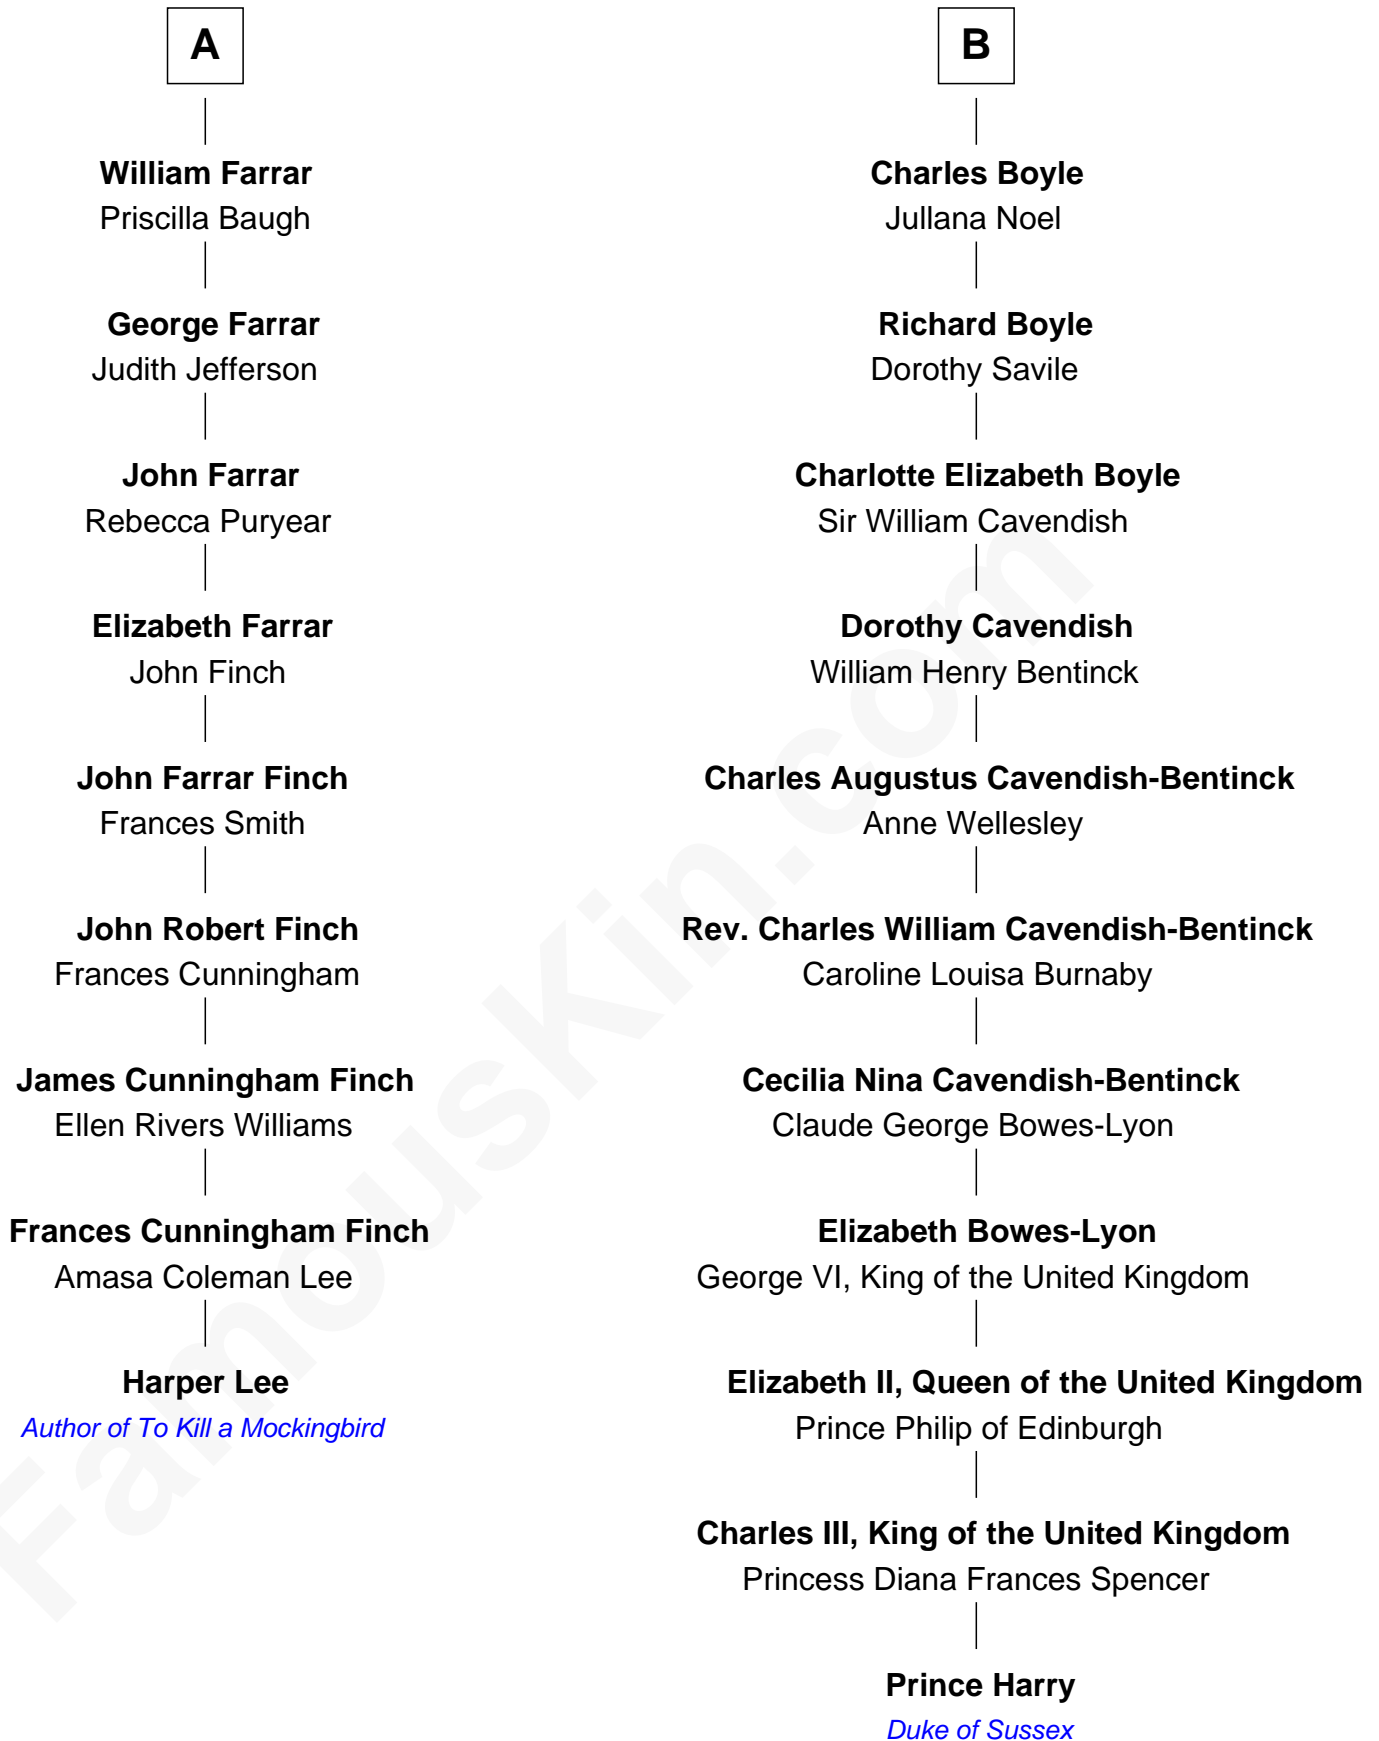 A
William Farrar
Priscilla Baugh
George Farrar
Judith Jefferson
John Farrar
Rebecca Puryear
Elizabeth Farrar
John Finch
John Farrar Finch
Frances Smith
John Robert Finch
Frances Cunningham
James Cunningham Finch
Ellen Rivers Williams
Frances Cunningham Finch
Amasa Coleman Lee
Harper Lee
Author of To Kill a Mockingbird
B
Charles Boyle
Jullana Noel
Richard Boyle
Dorothy Savile
Charlotte Elizabeth Boyle
Sir William Cavendish
Dorothy Cavendish
William Henry Bentinck
Charles Augustus Cavendish-Bentinck
Anne Wellesley
Rev. Charles William Cavendish-Bentinck
Caroline Louisa Burnaby
Cecilia Nina Cavendish-Bentinck
Claude George Bowes-Lyon
Elizabeth Bowes-Lyon
George VI, King of the United Kingdom
Elizabeth II, Queen of the United Kingdom
Prince Philip of Edinburgh
Charles III, King of the United Kingdom
Princess Diana Frances Spencer
Prince Harry
Duke of Sussex
FamousKin.com